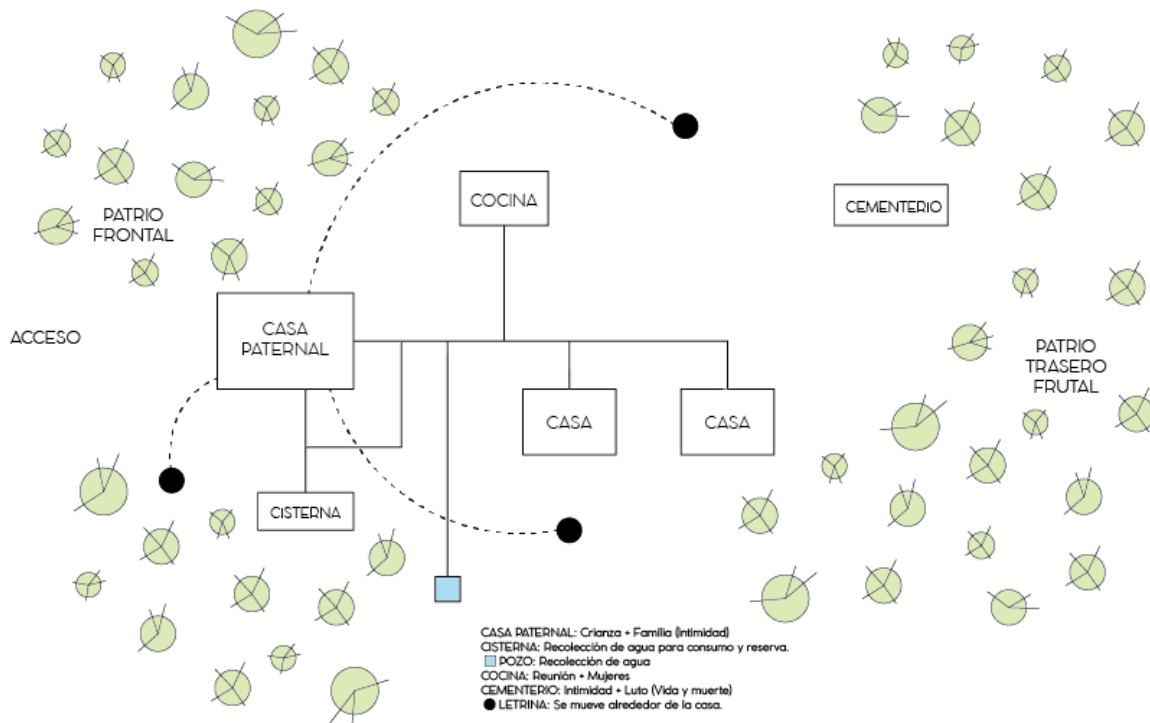 COCINA
CEMENTERIO
PATRIO
FRONTAL
ACCESO
CASA
PATERNAL
PATRIO
TRASERO
FRUTAL
CASA
CASA
CISTERNA
CASA PATERNAL: Crianza + Familia (Intimidad)
CISTERNA: Recolección de agua para consumo y reserva.
POZO: Recolección de agua
COCINA: Reunión + Mujeres
CEMENTERIO: Intimidad + Luto (Vida y muerte)
LETRINA: Se mueve alrededor de la casa.